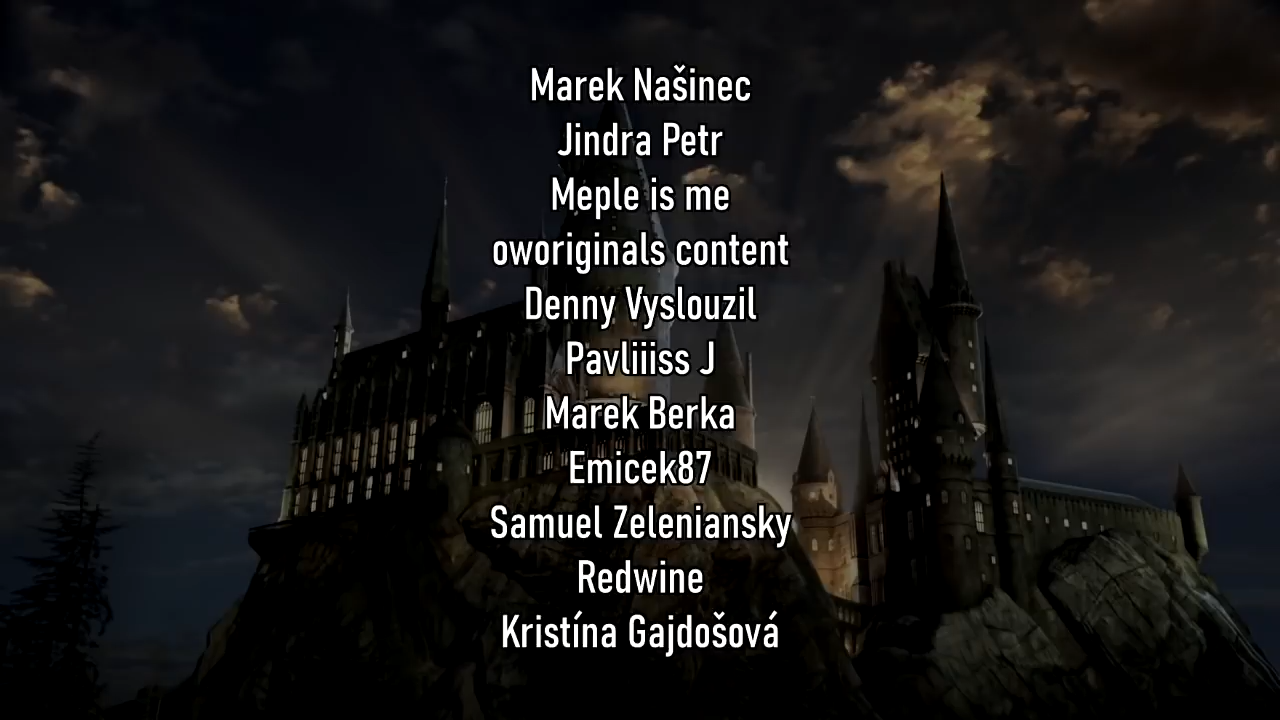 Marek Našinec
Jindra Petr
Meple is me
oworiginals content
Denny Vyslouzil
Pavliiiss J
Marek Berka
Emicek87
Samuel Zeleniansky
Redwine
Kristína Gajdošová